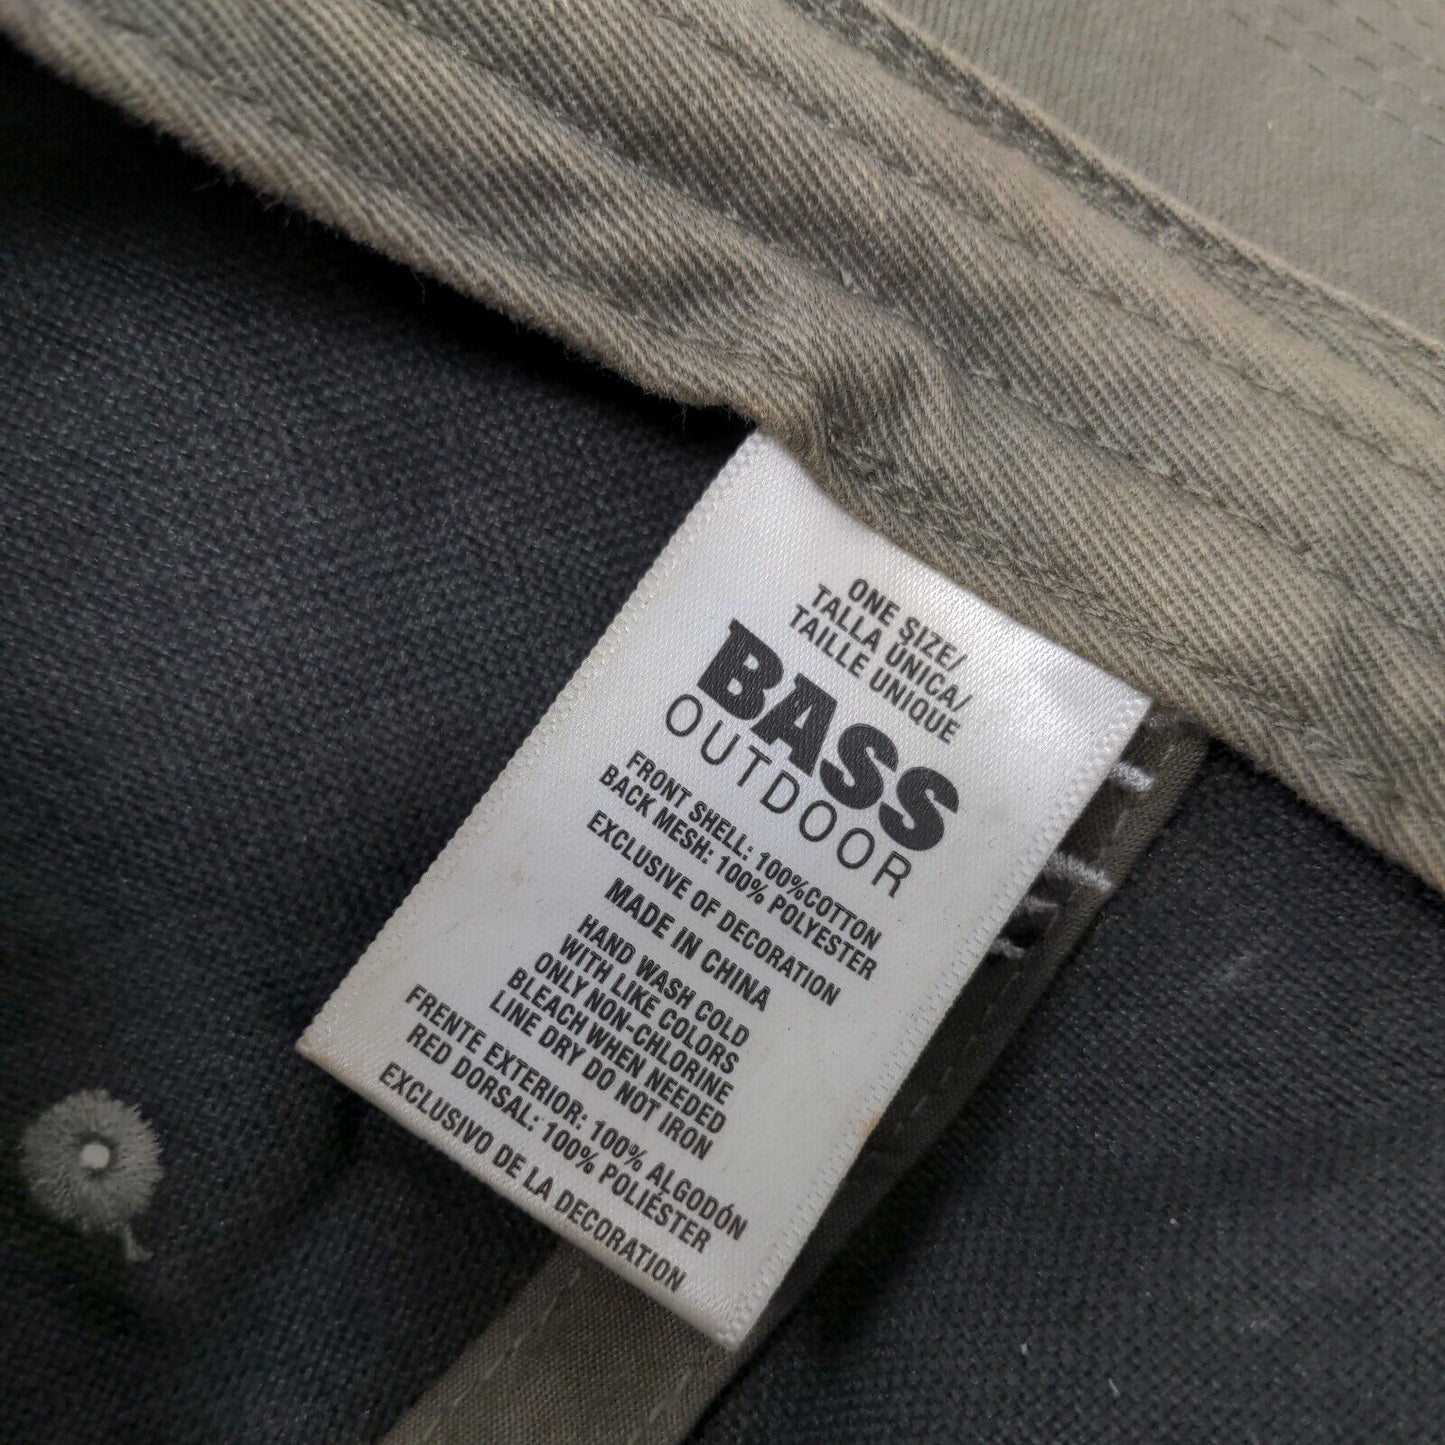 ONE SIZE/
TALLA ÚNICA/
TAILLE UNIQUE
BASS
OUTDOOR
FRONT SHELL: 100%COTTON
BACK MESH: 100% POLYESTER
EXCLUSIVE OF DECORATION
MADE IN CHINA
HAND WASH COLD
WITH LIKE COLORS
ONLY NON-CHLORINE
BLEACH WHEN NEEDED
LINE DRY DO NOT IRON
FRENTE EXTERIOR: 100% ALGODÓN
RED DORSAL: 100% POLIÉSTER
EXCLUSIVO DE LA DECORATION